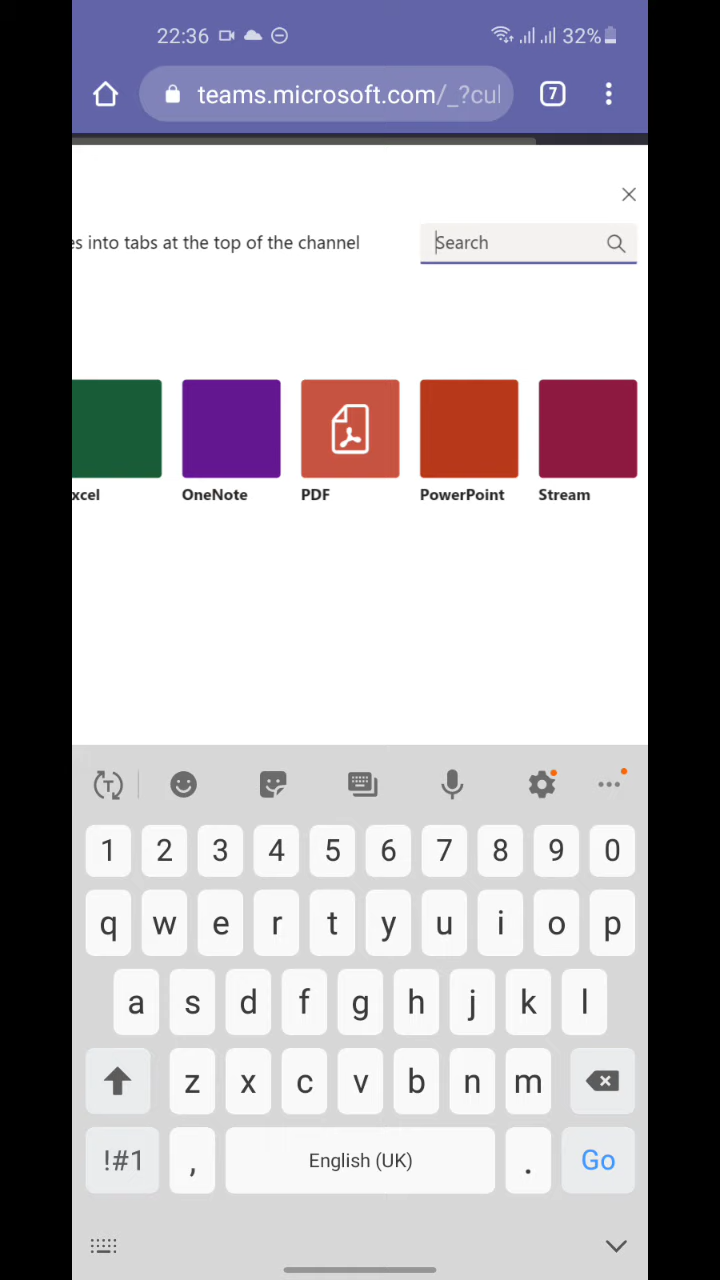 22:36 32%
teams.microsoft.com/_?cul
7
es into tabs at the top of the channel
Search
xcel OneNote PDF PowerPoint Stream
T
1 2 3 4 5 6 7 8 9 0
q w e r t y u i o p
a s d f g h j k l
z x c v b n m
!#1 , English (UK) . Go